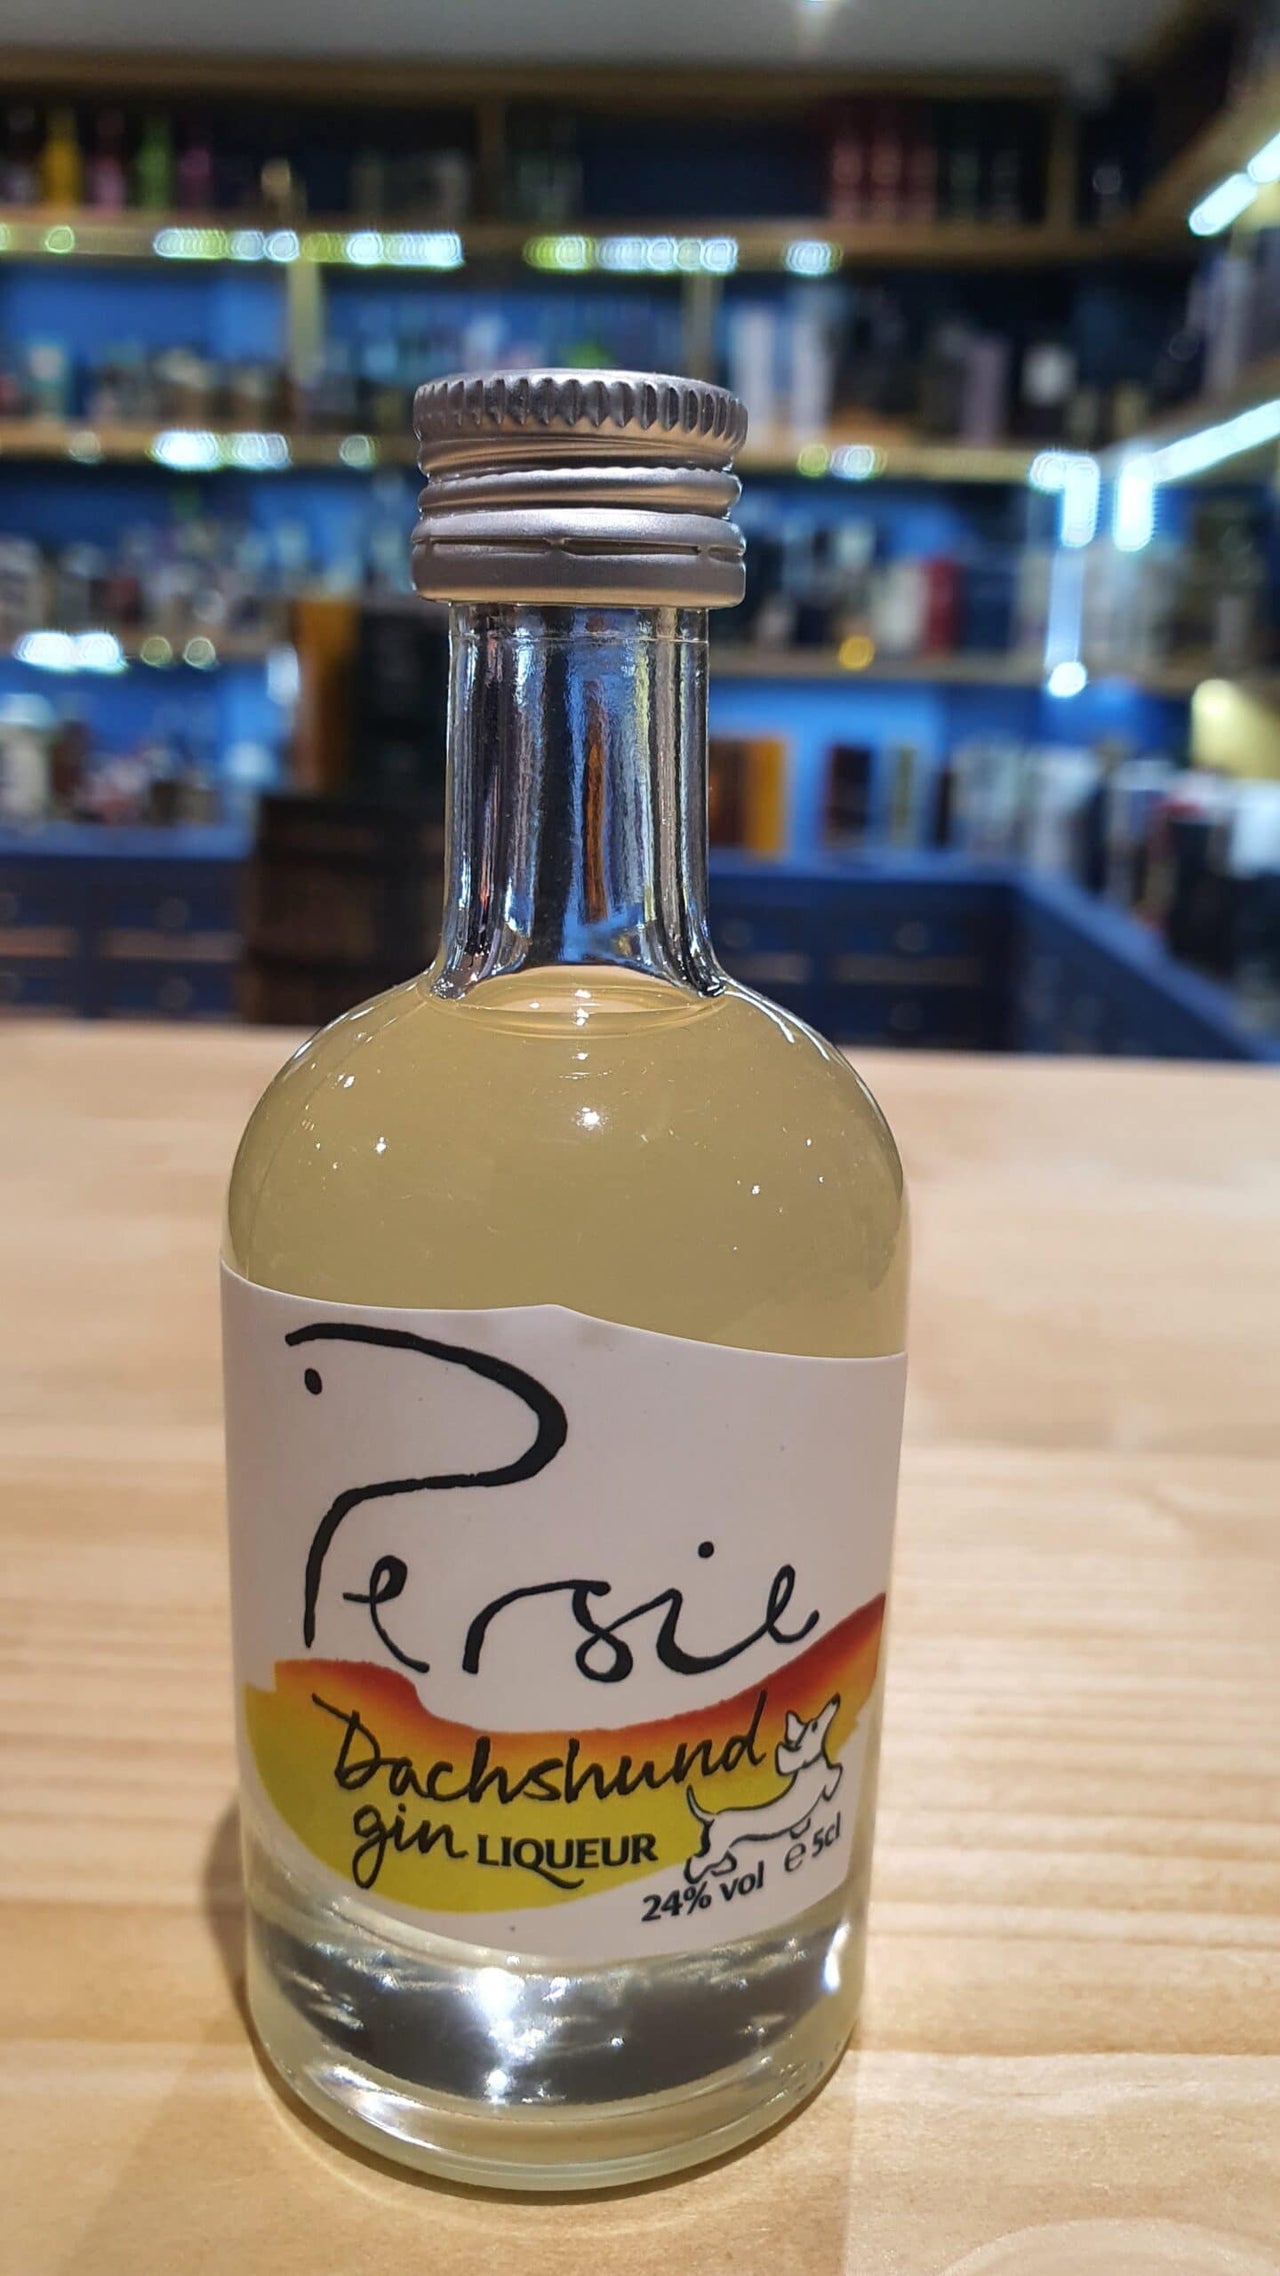 Persie
Dachshund
gin LIQUEUR
24% vol ℮ 5cl